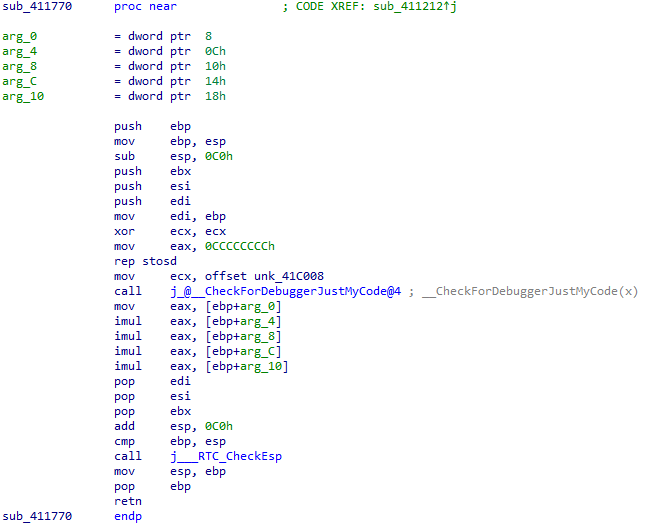 sub_411770 proc near ; CODE XREF: sub_411212↑j
arg_0 = dword ptr 8
arg_4 = dword ptr 0Ch
arg_8 = dword ptr 10h
arg_C = dword ptr 14h
arg_10 = dword ptr 18h
push ebp
mov ebp, esp
sub esp, 0C0h
push ebx
push esi
push edi
mov edi, ebp
xor ecx, ecx
mov eax, 0CCCCCCCCh
rep stosd
mov ecx, offset unk_41C008
call j_@__CheckForDebuggerJustMyCode@4 ; __CheckForDebuggerJustMyCode(x)
mov eax, [ebp+arg_0]
imul eax, [ebp+arg_4]
imul eax, [ebp+arg_8]
imul eax, [ebp+arg_C]
imul eax, [ebp+arg_10]
pop edi
pop esi
pop ebx
add esp, 0C0h
cmp ebp, esp
call j___RTC_CheckEsp
mov esp, ebp
pop ebp
retn
sub_411770 endp